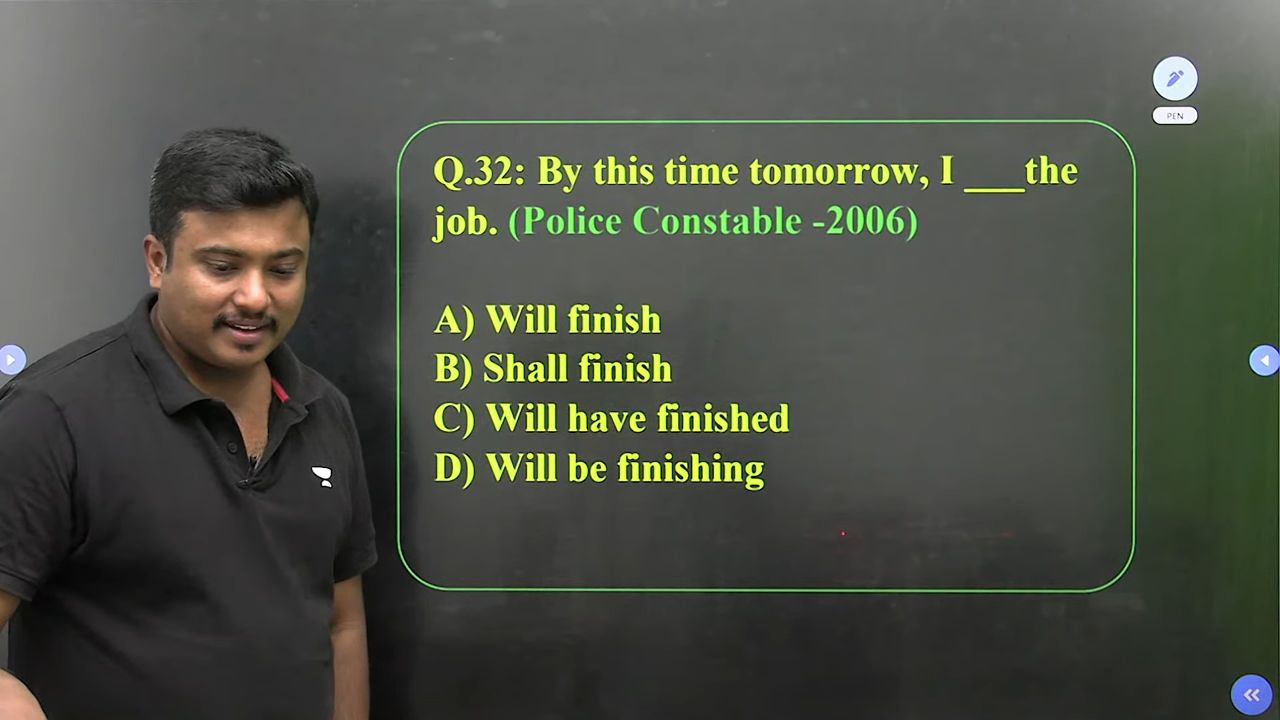 PEN
Q.32: By this time tomorrow, I ___the
job. (Police Constable -2006)
A) Will finish
B) Shall finish
C) Will have finished
D) Will be finishing